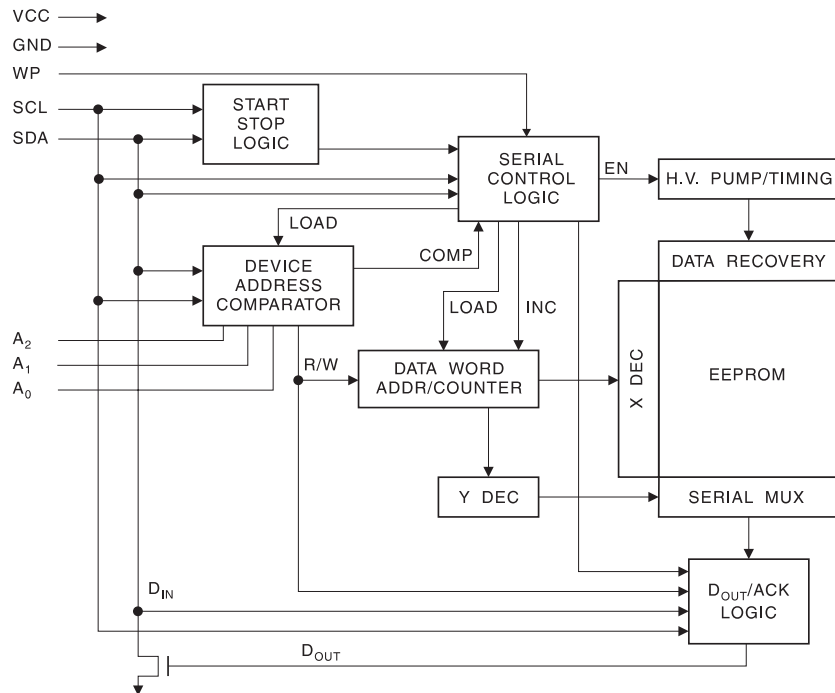 VCC
GND
WP
SCL
SDA
START
STOP
LOGIC
SERIAL
CONTROL
LOGIC
EN
H.V. PUMP/TIMING
LOAD
COMP
DEVICE
ADDRESS
COMPARATOR
DATA RECOVERY
LOAD
INC
A2
A1
A0
R/W
DATA WORD
ADDR/COUNTER
X DEC
EEPROM
Y DEC
SERIAL MUX
DIN
DOUT/ACK
LOGIC
DOUT